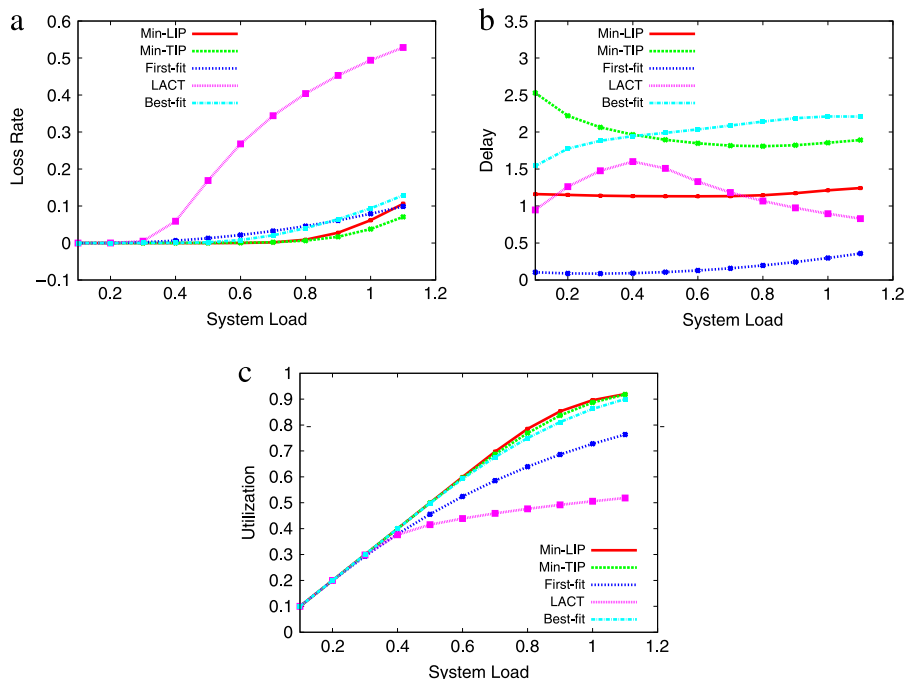 a
0.6
0.5
0.4
0.3
0.2
0.1
0
−0.1
Loss Rate
Min-LIP
Min-TIP
First-fit
LACT
Best-fit
0.2 0.4 0.6 0.8 1 1.2
System Load
b
3.5
3
2.5
2
1.5
1
0.5
0
Delay
Min-LIP
Min-TIP
First-fit
LACT
Best-fit
0.2 0.4 0.6 0.8 1 1.2
System Load
c
1
0.9
0.8
0.7
0.6
0.5
0.4
0.3
0.2
0.1
0
Utilization
Min-LIP
Min-TIP
First-fit
LACT
Best-fit
0.2 0.4 0.6 0.8 1 1.2
System Load